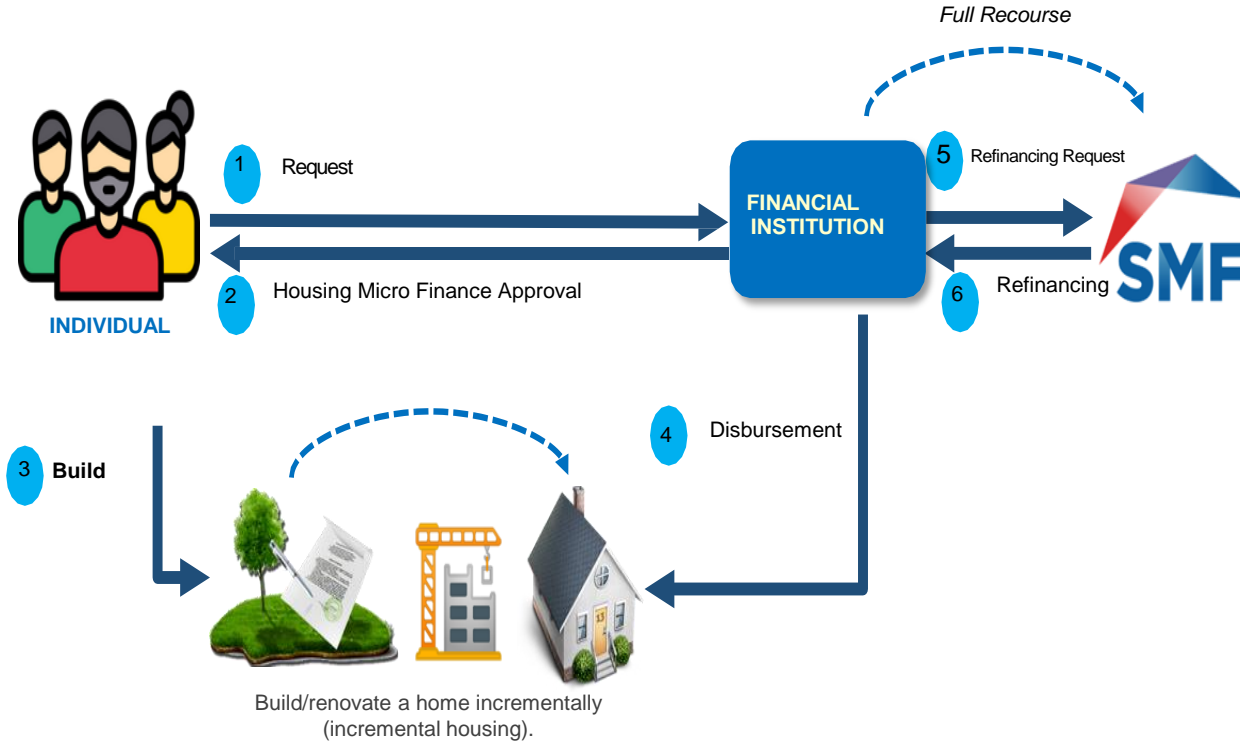 Full Recourse
1 Request
5 Refinancing Request
FINANCIAL
INSTITUTION
SMF
2 Housing Micro Finance Approval
6 Refinancing
INDIVIDUAL
4 Disbursement
3 Build
13
Build/renovate a home incrementally
(incremental housing).